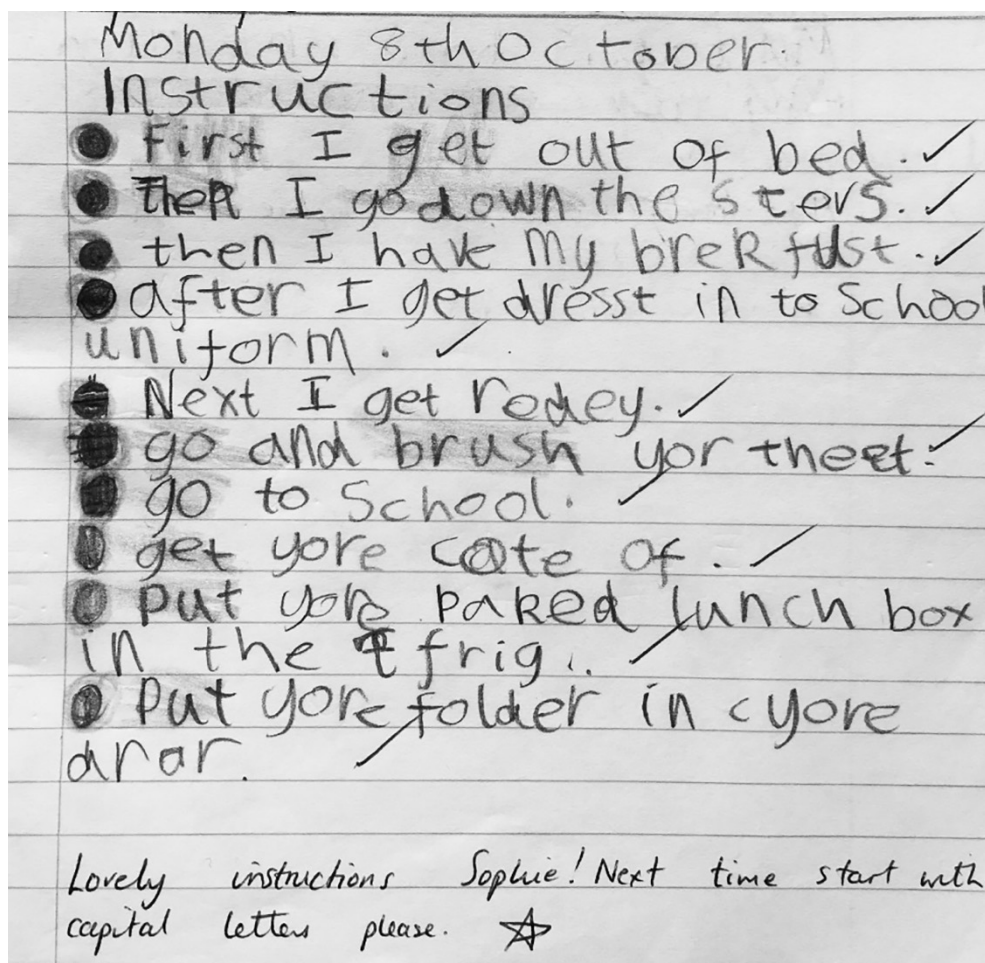 Monday 8th October.
Instructions
● First I get out of bed. ✓
● Then I go down the stevs. ✓
● then I have my brekfust. ✓
● after I get dresst in to School
uniform. ✓
● Next I get rodey. ✓
● go and brush yor theet. ✓
● go to School. ✓
● get yore cote of. ✓
● put yore paked lunch box
in the frig. ✓
● put yore folder in cyore
drar. ✓
Lovely instructions Sophie! Next time start with
capital letters please. ☆